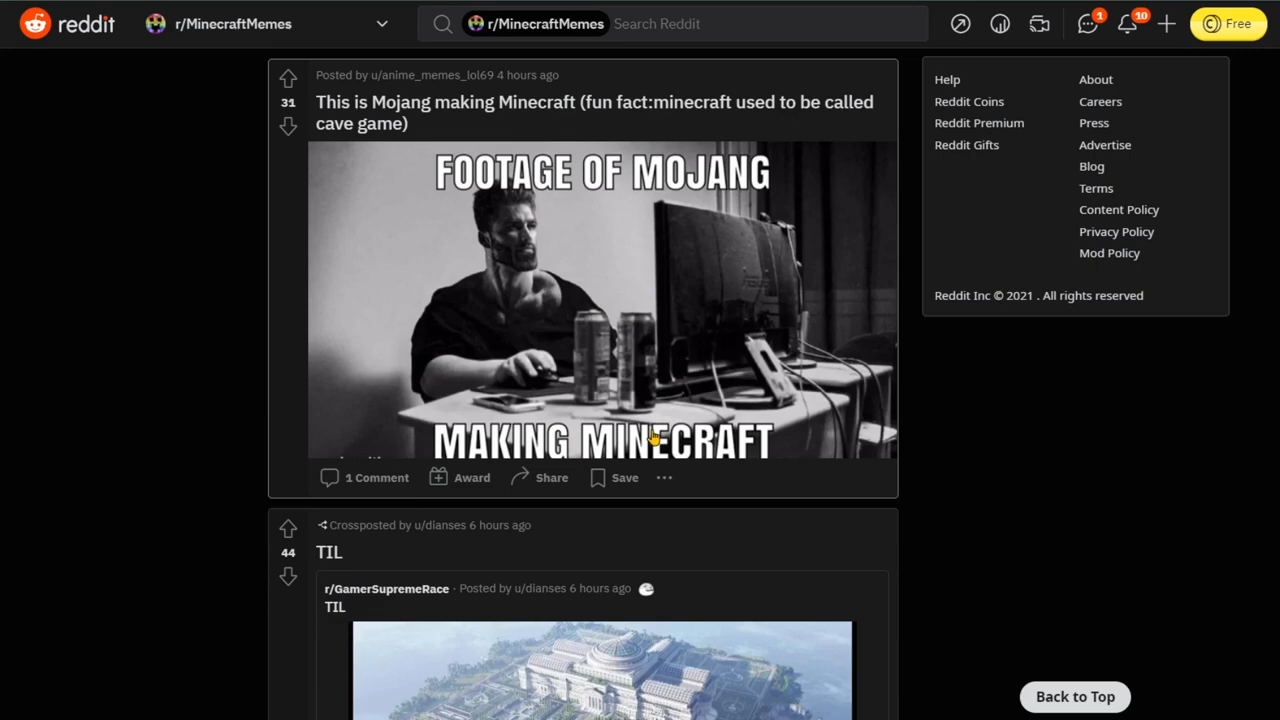 reddit
r/MinecraftMemes
r/MinecraftMemes
Search Reddit
1
10
Free
Posted by u/anime_memes_lol69 4 hours ago
31
This is Mojang making Minecraft (fun fact:minecraft used to be called
cave game)
FOOTAGE OF MOJANG
MAKING MINECRAFT
1 Comment
Award
Share
Save
Crossposted by u/dianses 6 hours ago
44
TIL
r/GamerSupremeRace · Posted by u/dianses 6 hours ago
TIL
Help
About
Reddit Coins
Careers
Reddit Premium
Press
Reddit Gifts
Advertise
Blog
Terms
Content Policy
Privacy Policy
Mod Policy
Reddit Inc © 2021 . All rights reserved
Back to Top